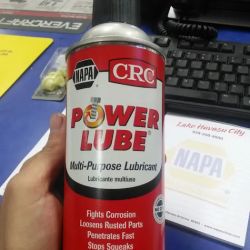 EVERCRAFT
NAPA
CRC
POWER
LUBE®
Multi-Purpose Lubricant
Lubricante multiuso
Fights Corrosion
Loosens Rusted Parts
Penetrates Fast
Stops Squeaks
Lake Havasu City
NAPA